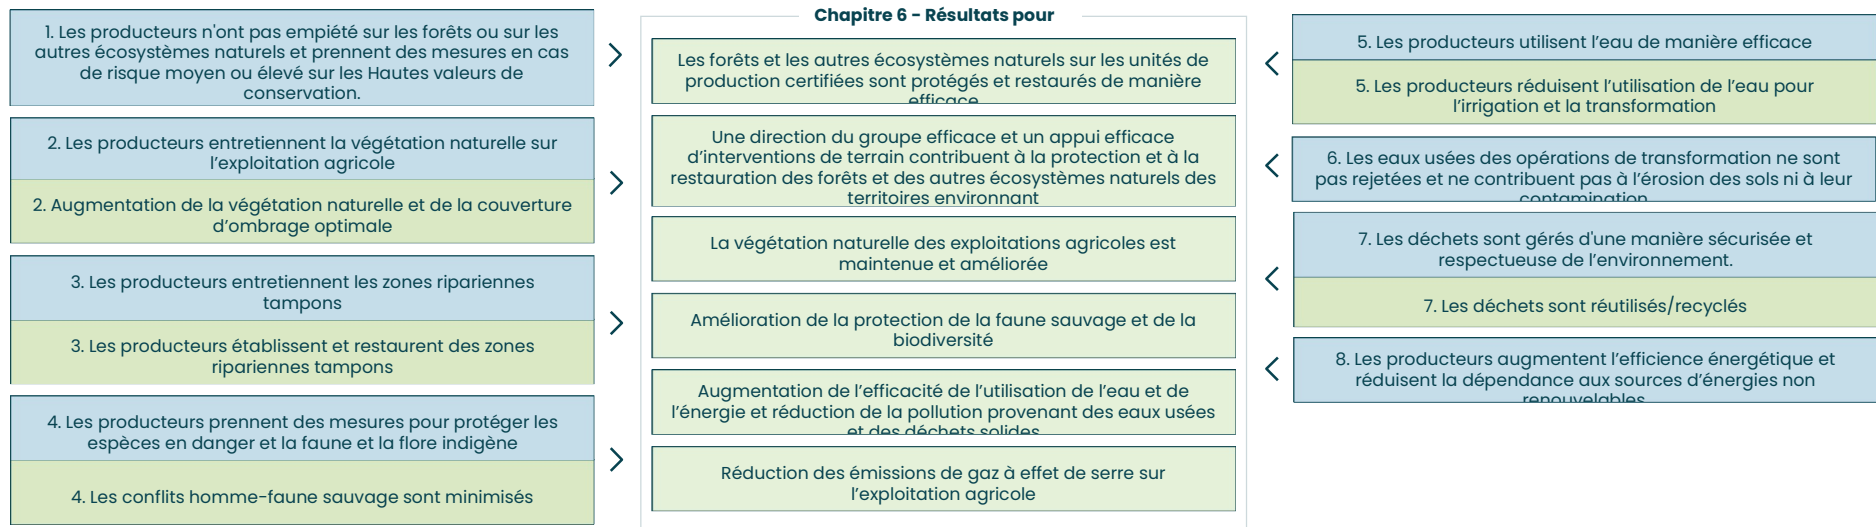 Chapitre 6 - Résultats pour
1. Les producteurs n'ont pas empiété sur les forêts ou sur les
autres écosystèmes naturels et prennent des mesures en cas
de risque moyen ou élevé sur les Hautes valeurs de
conservation.
2. Les producteurs entretiennent la végétation naturelle sur
l’exploitation agricole
2. Augmentation de la végétation naturelle et de la couverture
d’ombrage optimale
3. Les producteurs entretiennent les zones ripariennes
tampons
3. Les producteurs établissent et restaurent des zones
ripariennes tampons
4. Les producteurs prennent des mesures pour protéger les
espèces en danger et la faune et la flore indigène
4. Les conflits homme-faune sauvage sont minimisés
Les forêts et les autres écosystèmes naturels sur les unités de
production certifiées sont protégés et restaurés de manière
efficace
Une direction du groupe efficace et un appui efficace
d’interventions de terrain contribuent à la protection et à la
restauration des forêts et des autres écosystèmes naturels des
territoires environnant
La végétation naturelle des exploitations agricoles est
maintenue et améliorée
Amélioration de la protection de la faune sauvage et de la
biodiversité
Augmentation de l’efficacité de l’utilisation de l’eau et de
l’énergie et réduction de la pollution provenant des eaux usées
et des déchets solides
Réduction des émissions de gaz à effet de serre sur
l’exploitation agricole
5. Les producteurs utilisent l’eau de manière efficace
5. Les producteurs réduisent l’utilisation de l’eau pour
l’irrigation et la transformation
6. Les eaux usées des opérations de transformation ne sont
pas rejetées et ne contribuent pas à l’érosion des sols ni à leur
contamination
7. Les déchets sont gérés d'une manière sécurisée et
respectueuse de l’environnement.
7. Les déchets sont réutilisés/recyclés
8. Les producteurs augmentent l’efficience énergétique et
réduisent la dépendance aux sources d’énergies non
renouvelables